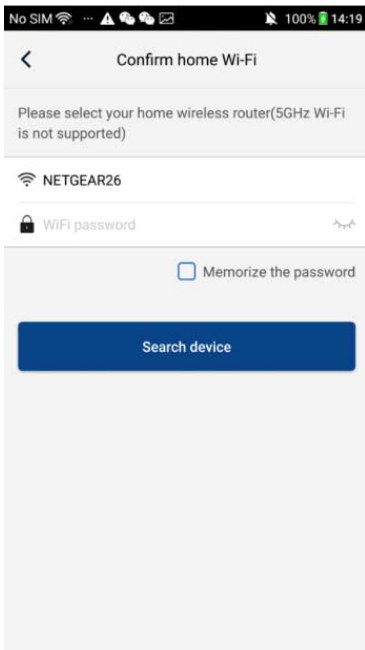 No SIM ... 100% 14:19
Confirm home Wi-Fi
Please select your home wireless router(5GHz Wi-Fi
is not supported)
NETGEAR26
WiFi password
Memorize the password
Search device